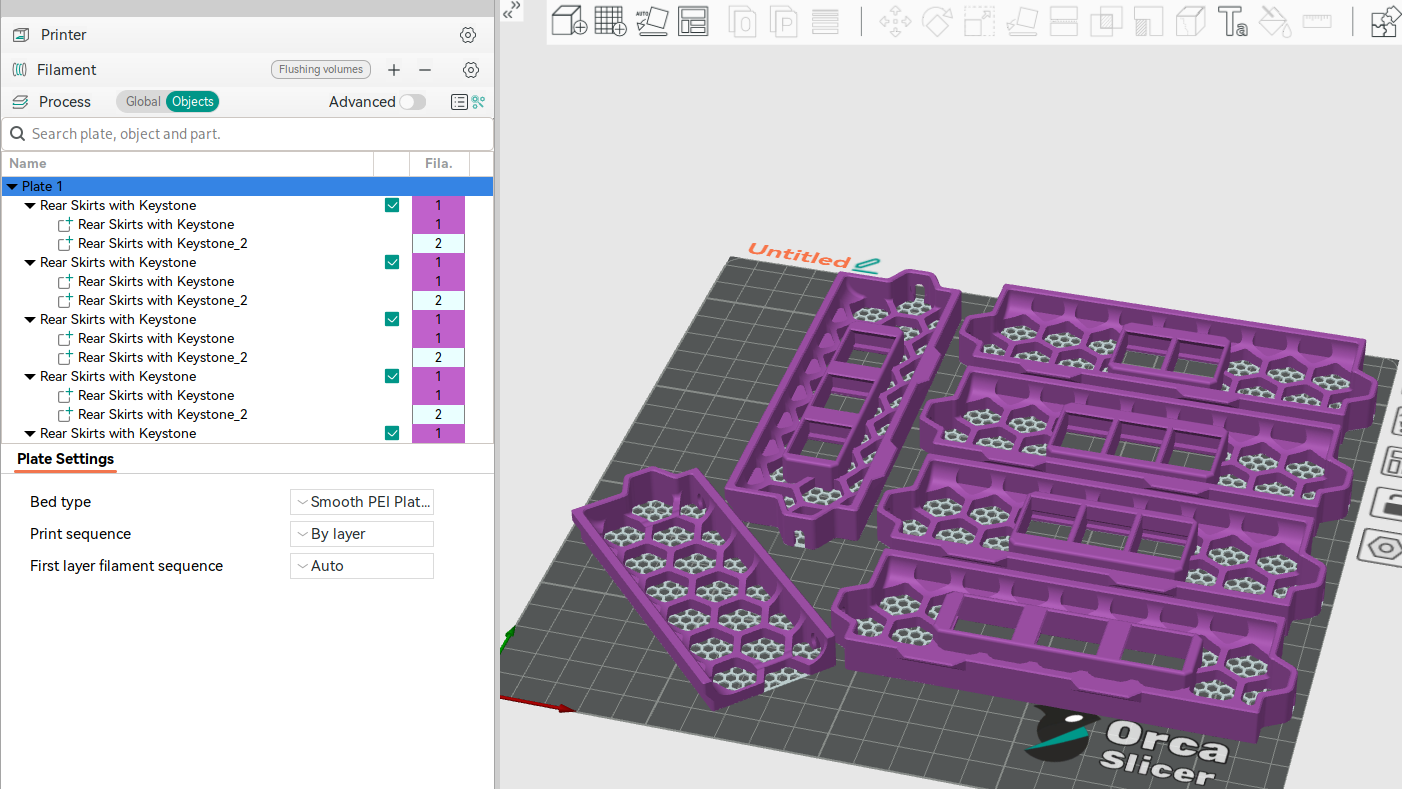 Printer
Filament
Flushing volumes
Process
Global
Objects
Advanced
Search plate, object and part.
Name
Fila.
Plate 1
Rear Skirts with Keystone
1
Rear Skirts with Keystone
1
Rear Skirts with Keystone_2
2
Rear Skirts with Keystone
1
Rear Skirts with Keystone
1
Rear Skirts with Keystone_2
2
Rear Skirts with Keystone
1
Rear Skirts with Keystone
1
Rear Skirts with Keystone_2
2
Rear Skirts with Keystone
1
Rear Skirts with Keystone
1
Rear Skirts with Keystone_2
2
Rear Skirts with Keystone
1
Plate Settings
Bed type
Smooth PEI Plat...
Print sequence
By layer
First layer filament sequence
Auto
AUTO
O
P
Ta
Untitled
Orca
Slicer